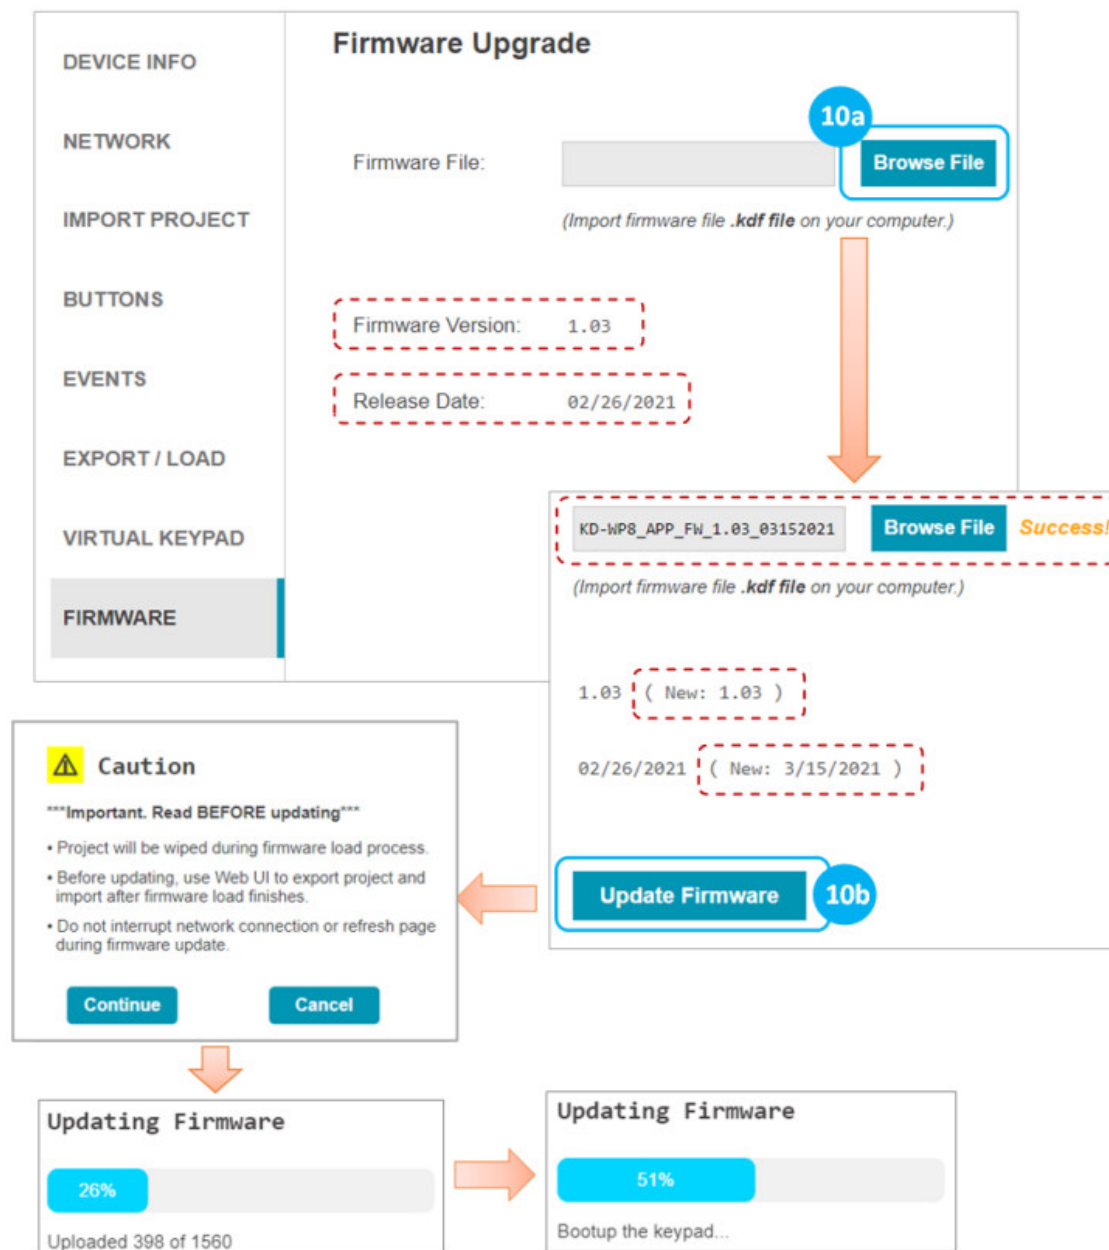 Firmware Upgrade
DEVICE INFO
NETWORK
IMPORT PROJECT
BUTTONS
EVENTS
EXPORT / LOAD
VIRTUAL KEYPAD
FIRMWARE
10a
Firmware File:
Browse File
(Import firmware file .kdf file on your computer.)
Firmware Version: 1.03
Release Date: 02/26/2021
KD-WP8_APP_FW_1.03_03152021 Browse File Success!
(Import firmware file .kdf file on your computer.)
1.03 ( New: 1.03 )
02/26/2021 ( New: 3/15/2021 )
Update Firmware 10b
Caution
***Important. Read BEFORE updating***
• Project will be wiped during firmware load process.
• Before updating, use Web UI to export project and
import after firmware load finishes.
• Do not interrupt network connection or refresh page
during firmware update.
Continue Cancel
Updating Firmware
26%
Uploaded 398 of 1560
Updating Firmware
51%
Bootup the keypad...